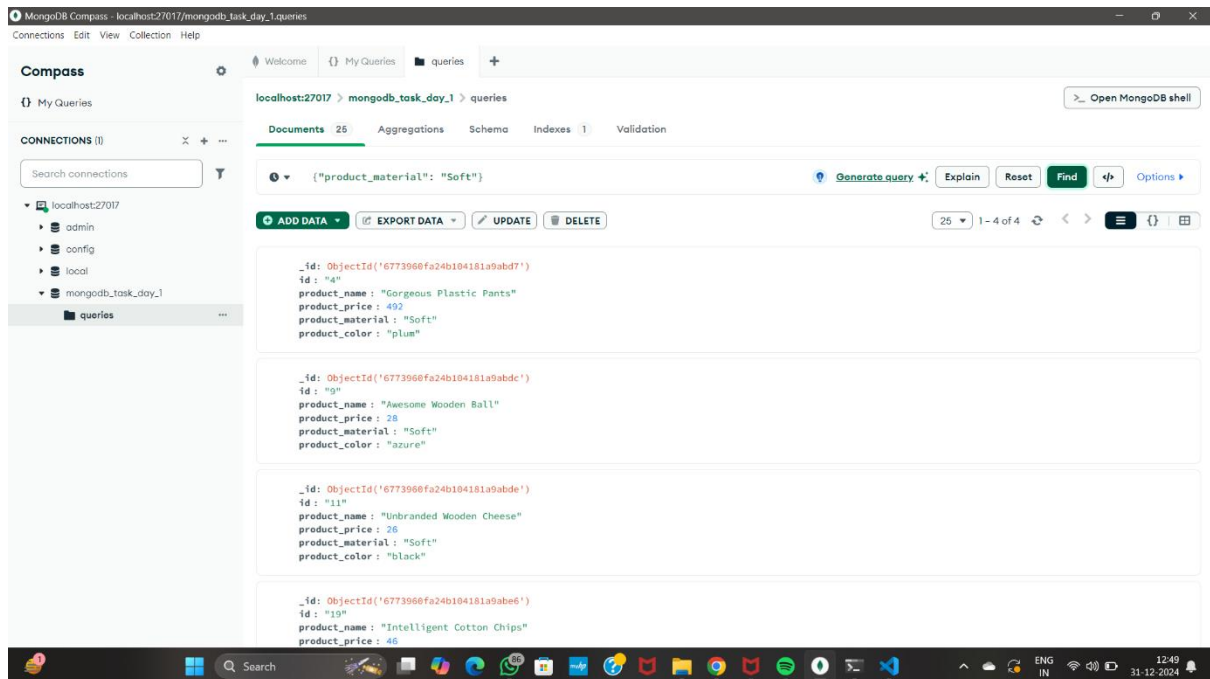 MongoDB Compass - localhost:27017/mongodb_task_day_1.queries
Connections Edit View Collection Help
Compass
{} My Queries
CONNECTIONS (1)
Search connections
localhost:27017
admin
config
local
mongodb_task_day_1
queries
Welcome {} My Queries queries +
localhost:27017 > mongodb_task_day_1 > queries
>_ Open MongoDB shell
Documents 25 Aggregations Schema Indexes 1 Validation
{"product_material": "Soft"}
Generate query Explain Reset Find </> Options
ADD DATA EXPORT DATA UPDATE DELETE
25 1 – 4 of 4 {}
_id: ObjectId('6773960fa24b104181a9abd7')
id : "4"
product_name : "Gorgeous Plastic Pants"
product_price : 492
product_material : "Soft"
product_color : "plum"
_id: ObjectId('6773960fa24b104181a9abdc')
id : "9"
product_name : "Awesome Wooden Ball"
product_price : 28
product_material : "Soft"
product_color : "azure"
_id: ObjectId('6773960fa24b104181a9abde')
id : "11"
product_name : "Unbranded Wooden Cheese"
product_price : 26
product_material : "Soft"
product_color : "black"
_id: ObjectId('6773960fa24b104181a9abe6')
id : "19"
product_name : "Intelligent Cotton Chips"
product_price : 46
Search
86
ENG
IN
12:49
31-12-2024